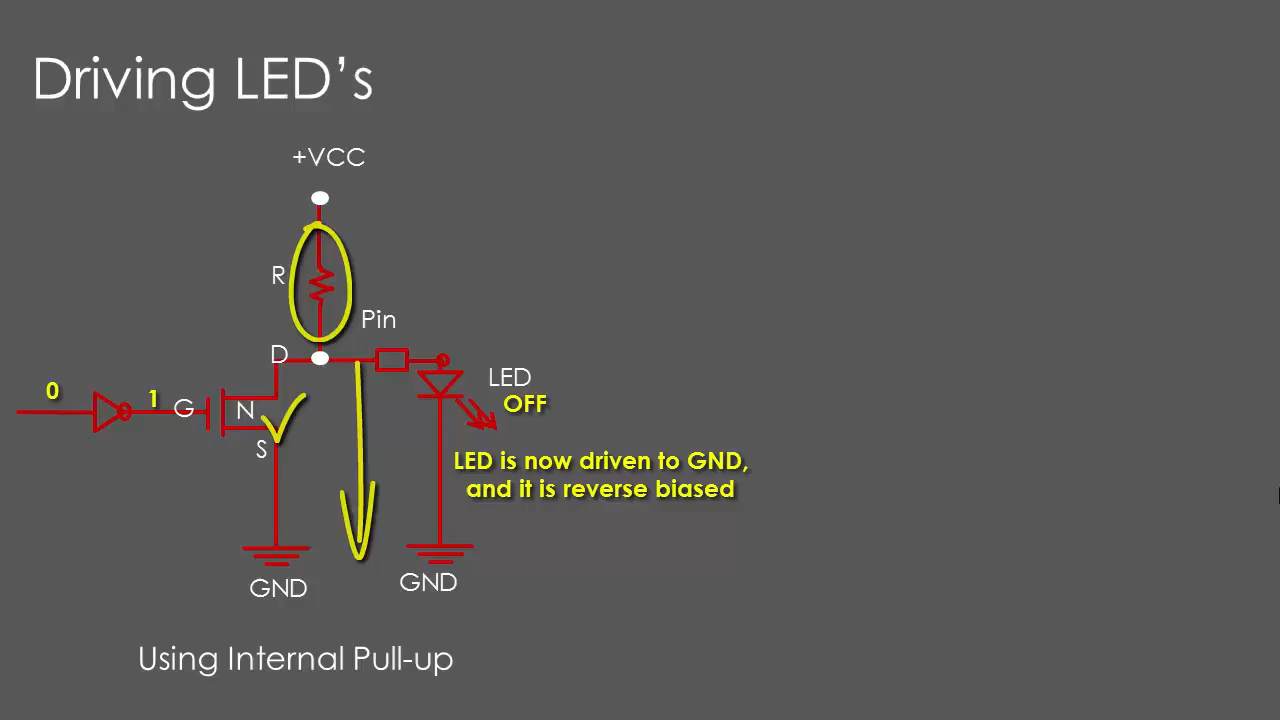 Driving LED's
+VCC
R
Pin
D
LED
0
1
G
N
OFF
S
LED is now driven to GND,
and it is reverse biased
GND
GND
Using Internal Pull-up